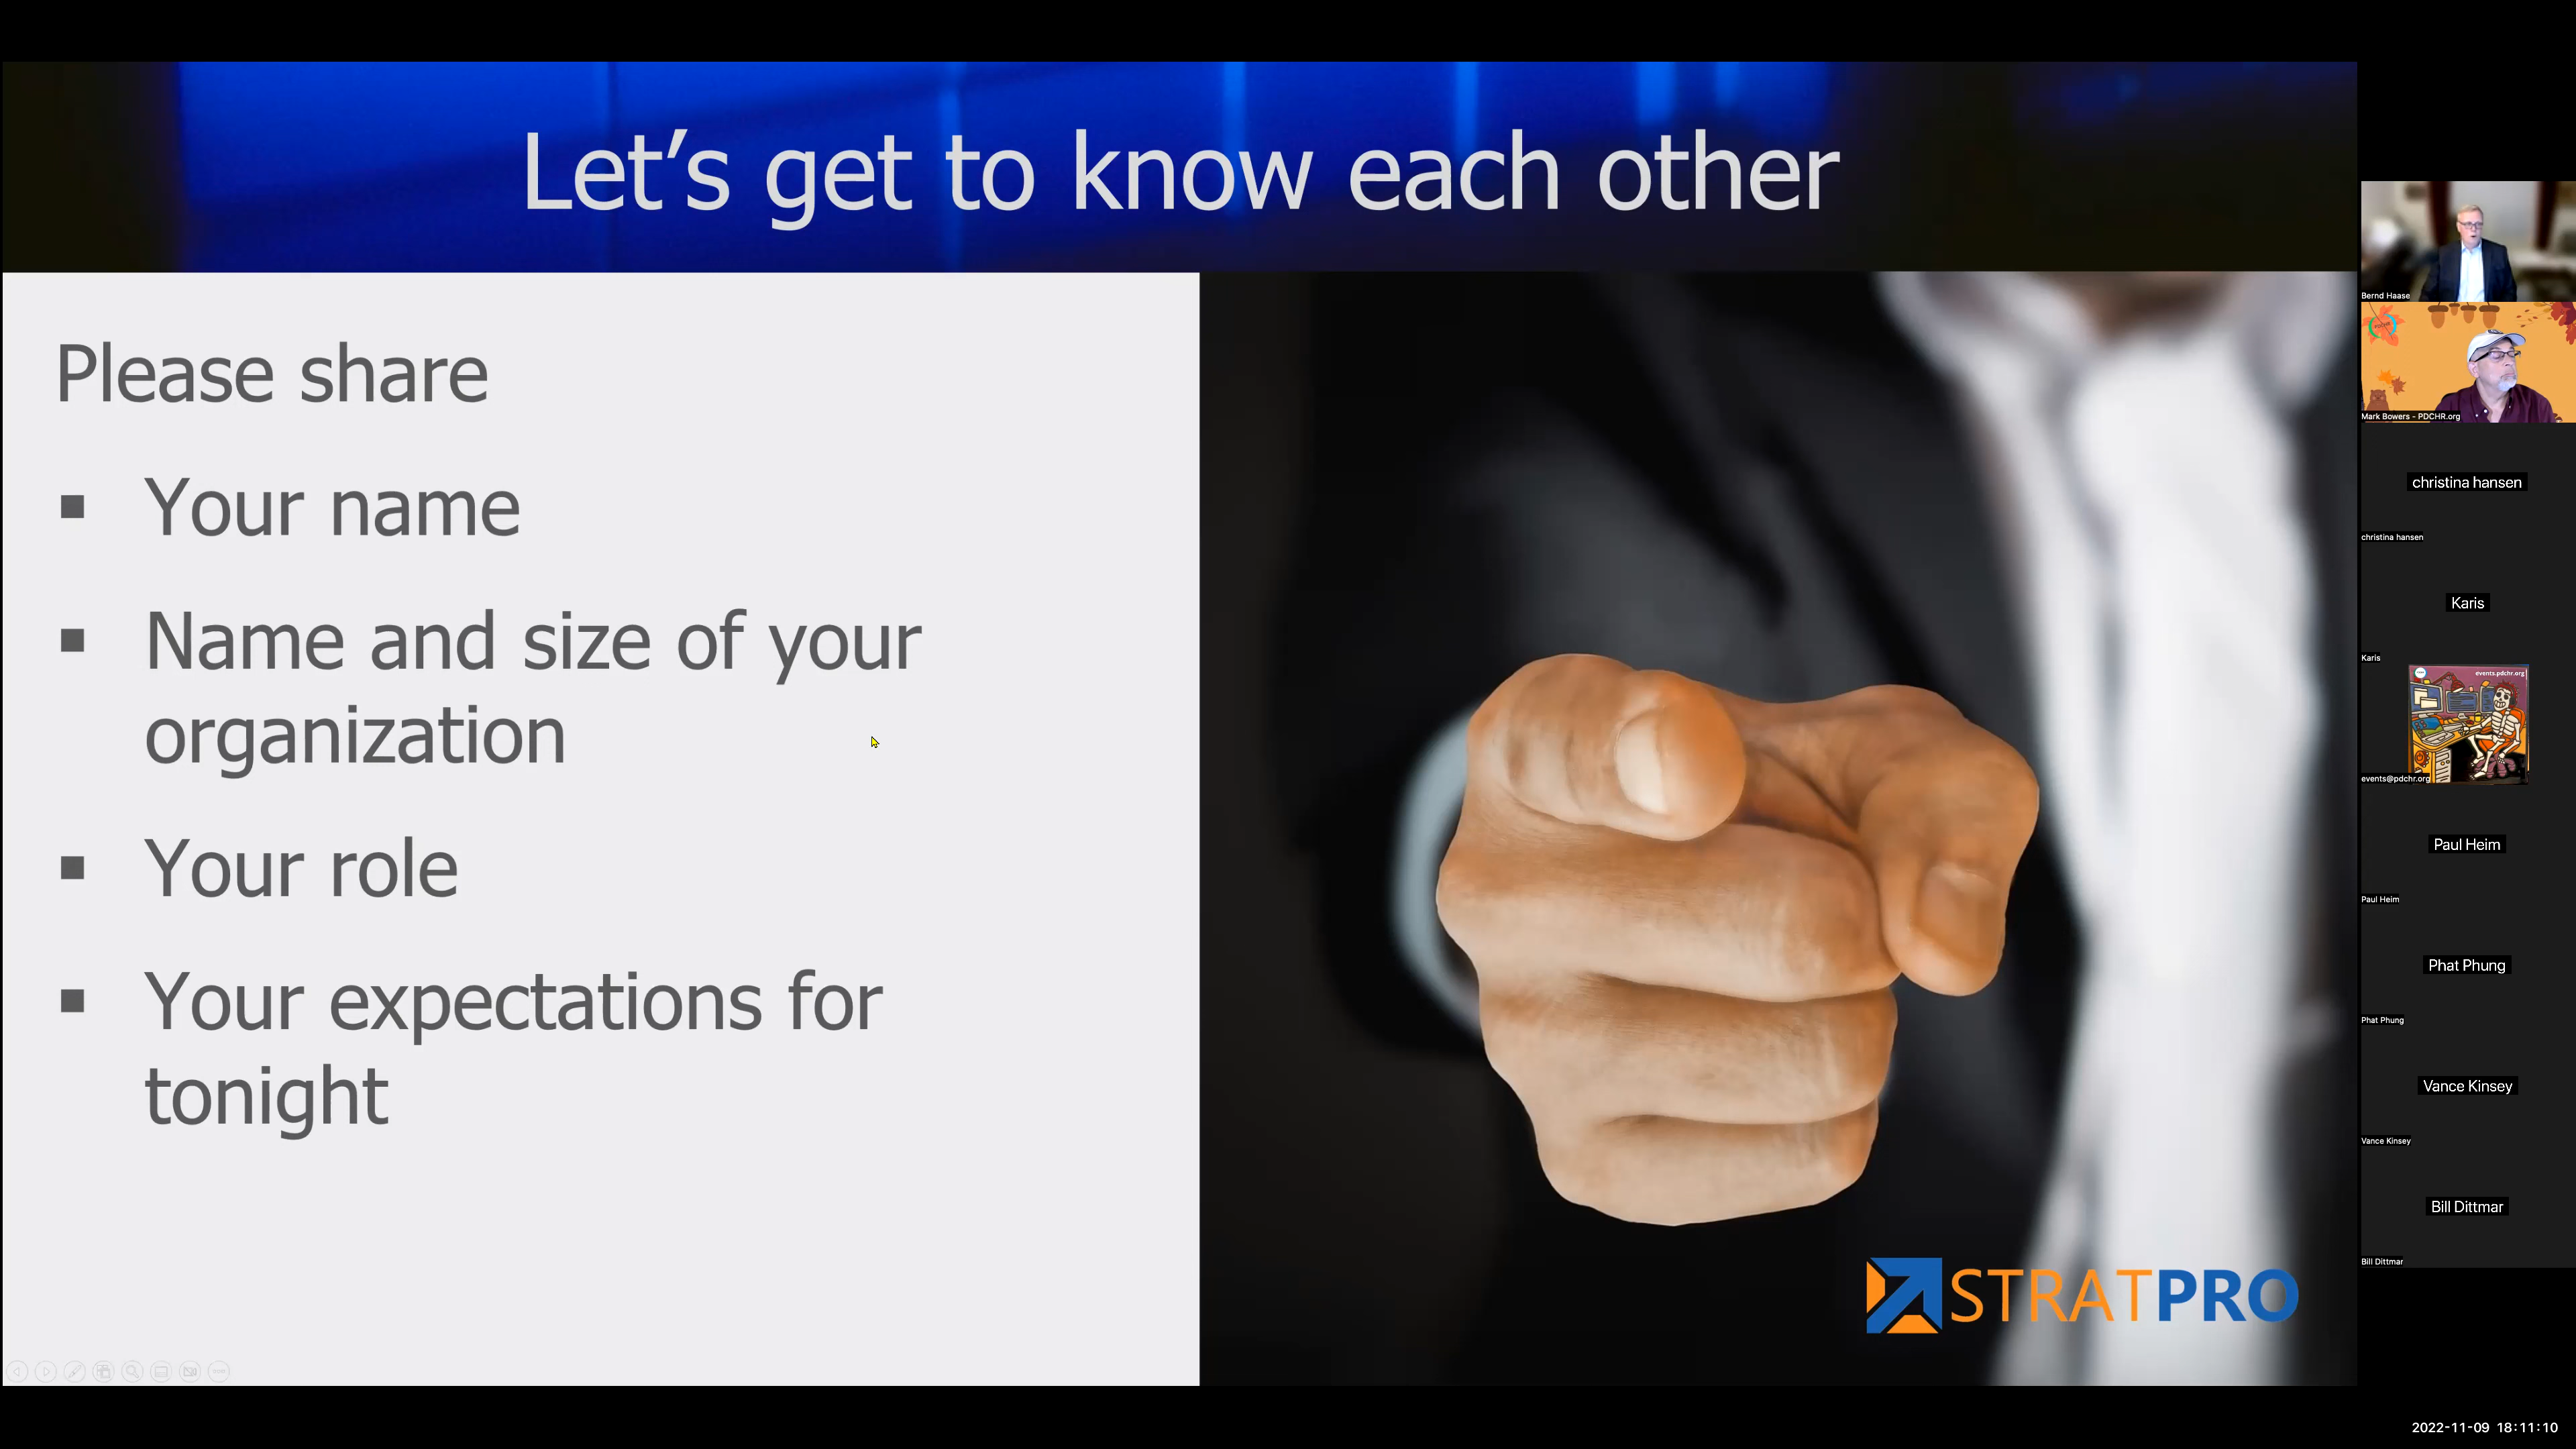 Let's get to know each other
Please share
▪ Your name
▪ Name and size of your
organization
▪ Your role
▪ Your expectations for
tonight
STRATPRO
Bernd Haase
Mark Bowers - PDCHR.org
christina hansen
christina hansen
Karis
Karis
events.pdchr.org
events@pdchr.org
Paul Heim
Paul Heim
Phat Phung
Phat Phung
Vance Kinsey
Vance Kinsey
Bill Dittmar
Bill Dittmar
2022-11-09 18:11:10